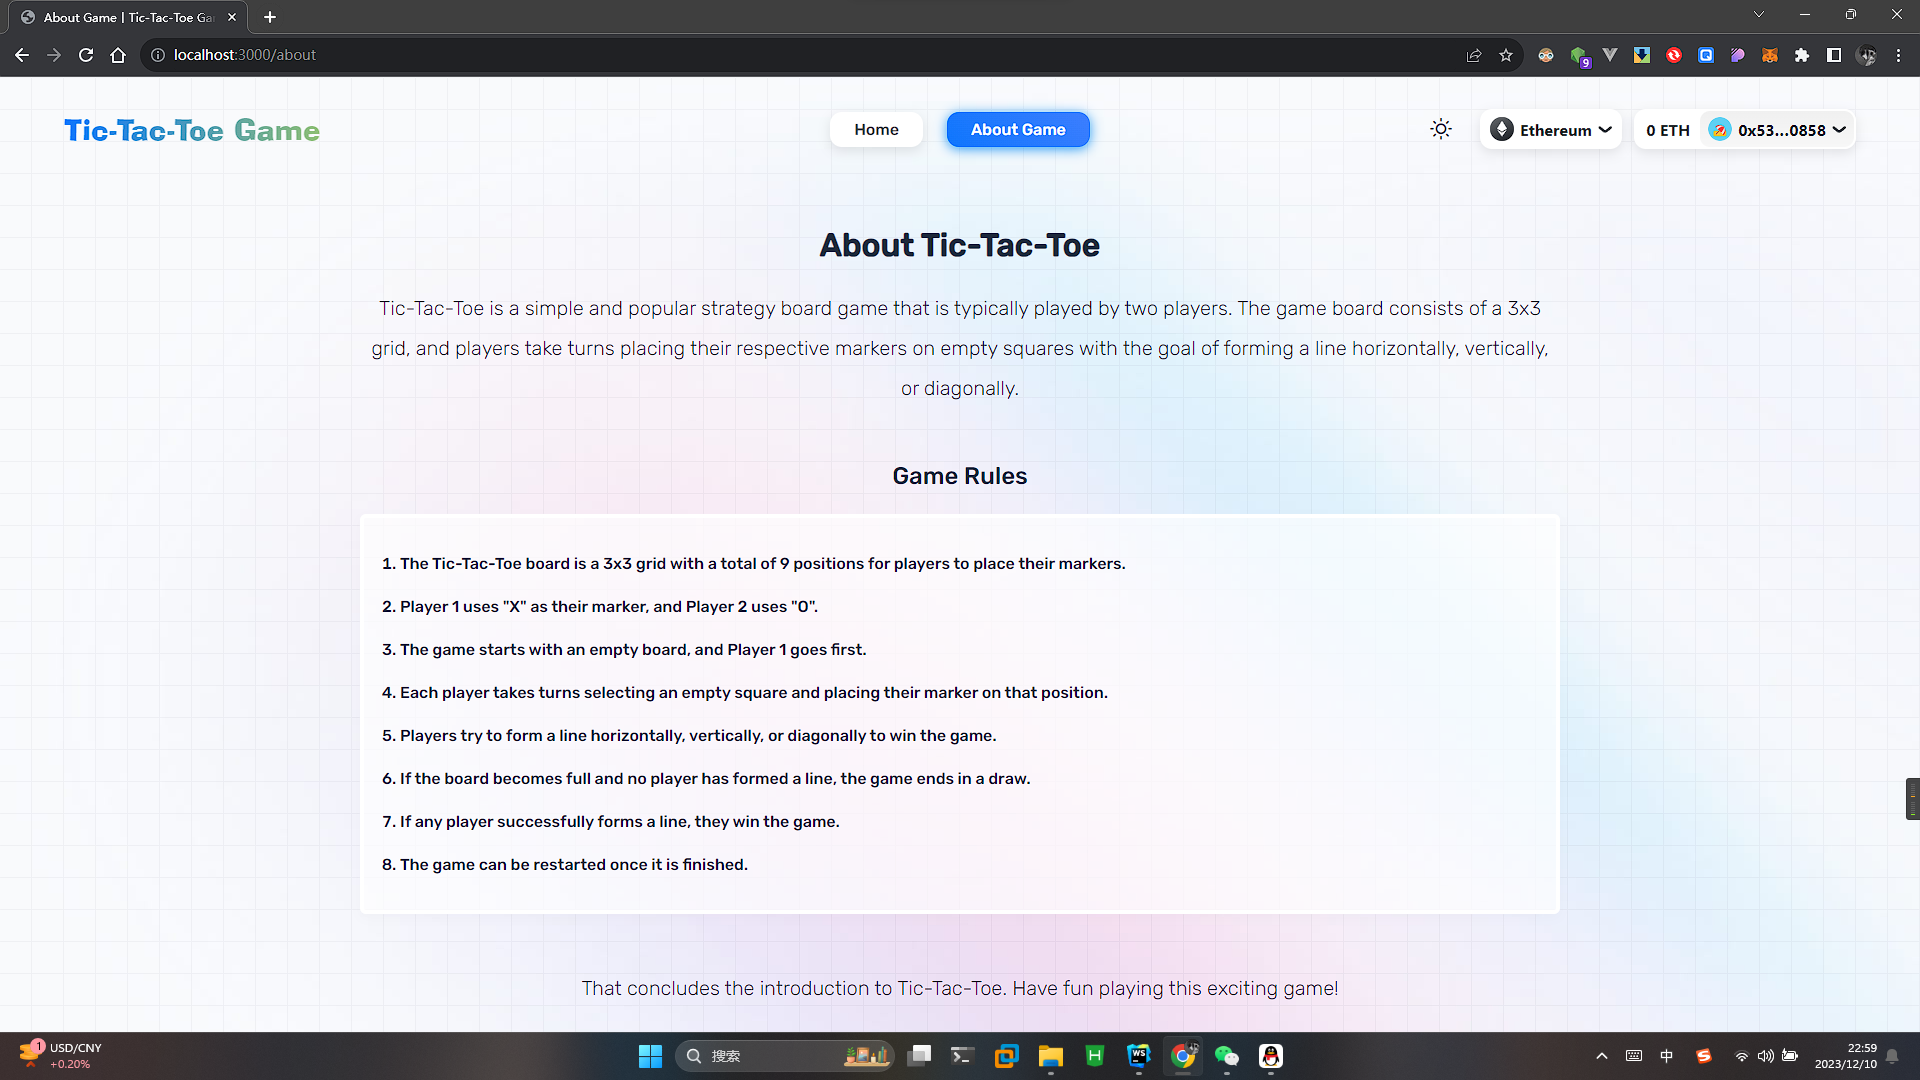 About Game | Tic-Tac-Toe Ga
localhost:3000/about
9
Tic-Tac-Toe Game
Home
About Game
Ethereum
0 ETH
0x53...0858
About Tic-Tac-Toe
Tic-Tac-Toe is a simple and popular strategy board game that is typically played by two players. The game board consists of a 3x3
grid, and players take turns placing their respective markers on empty squares with the goal of forming a line horizontally, vertically,
or diagonally.
Game Rules
1. The Tic-Tac-Toe board is a 3x3 grid with a total of 9 positions for players to place their markers.
2. Player 1 uses "X" as their marker, and Player 2 uses "O".
3. The game starts with an empty board, and Player 1 goes first.
4. Each player takes turns selecting an empty square and placing their marker on that position.
5. Players try to form a line horizontally, vertically, or diagonally to win the game.
6. If the board becomes full and no player has formed a line, the game ends in a draw.
7. If any player successfully forms a line, they win the game.
8. The game can be restarted once it is finished.
That concludes the introduction to Tic-Tac-Toe. Have fun playing this exciting game!
1
USD/CNY
+0.20%
搜索
H
WS
中
S
22:59
2023/12/10